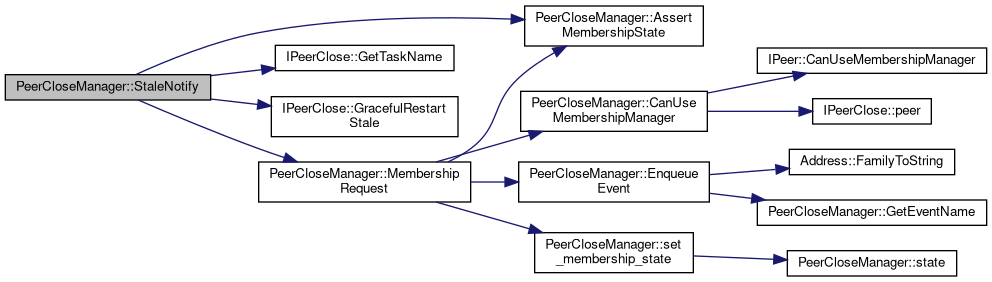 PeerCloseManager::StaleNotify
PeerCloseManager::Assert
MembershipState
IPeerClose::GetTaskName
IPeerClose::GracefulRestart
Stale
PeerCloseManager::Membership
Request
PeerCloseManager::CanUse
MembershipManager
IPeer::CanUseMembershipManager
IPeerClose::peer
PeerCloseManager::Enqueue
Event
Address::FamilyToString
PeerCloseManager::GetEventName
PeerCloseManager::set
_membership_state
PeerCloseManager::state